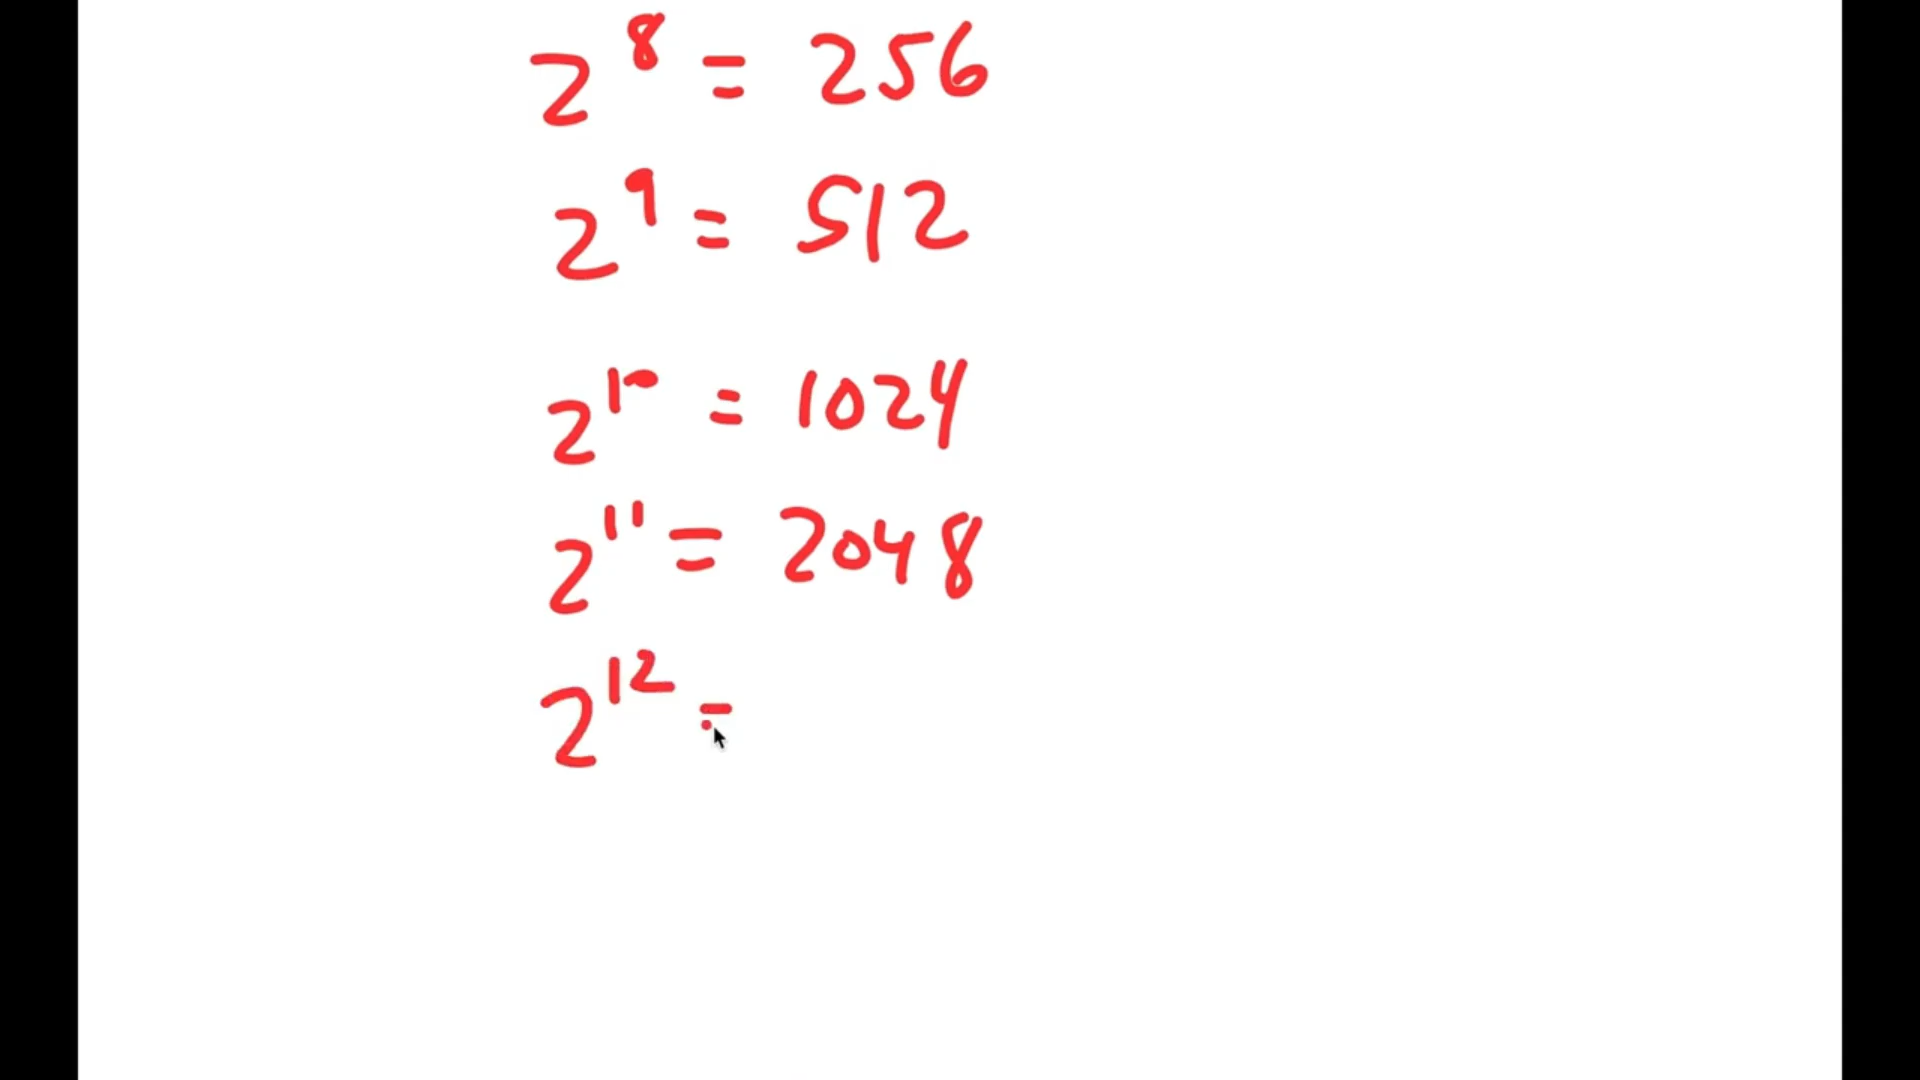 2⁸ = 256
2⁹ = 512
2¹⁰ = 1024
2¹¹ = 2048
2¹² =